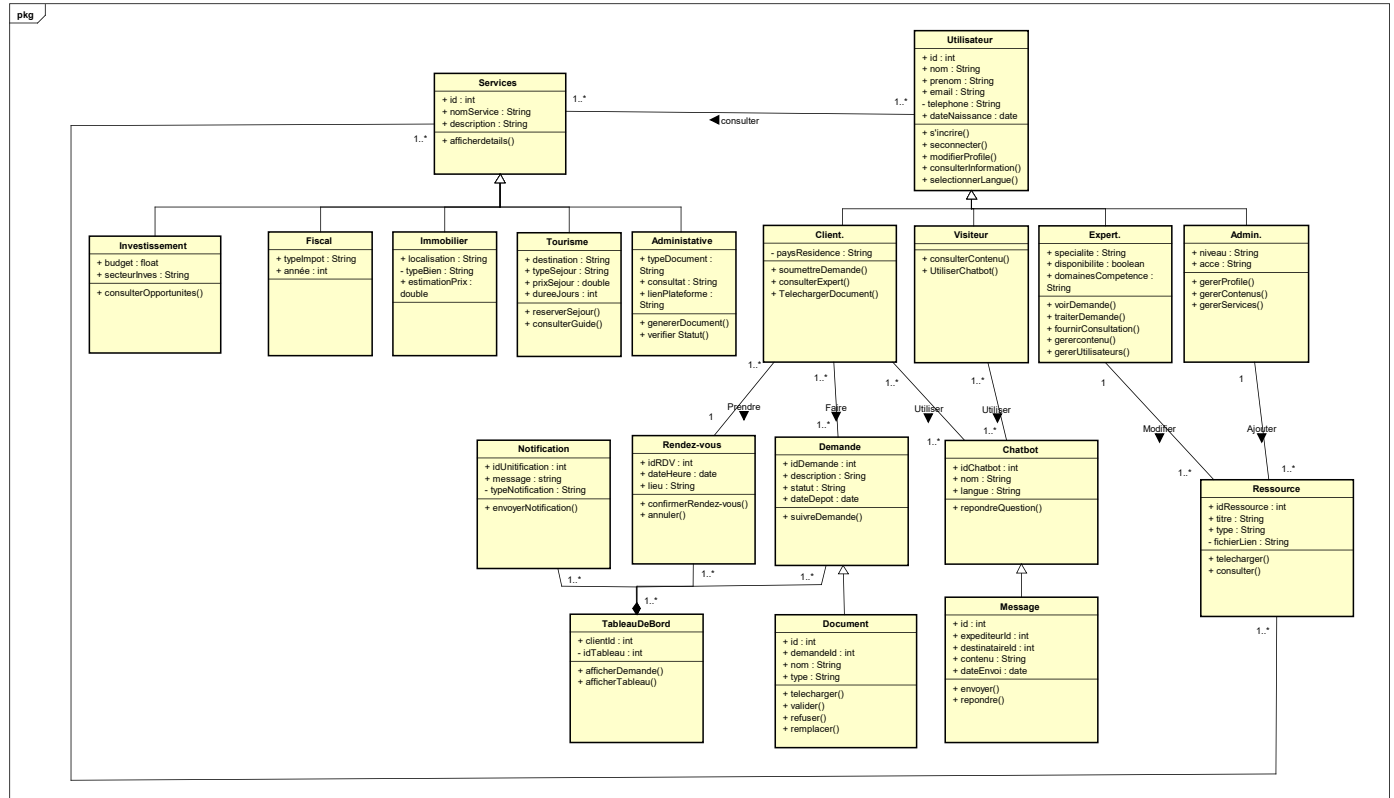 pkg
Utilisateur
+ id : int
+ nom : String
+ prenom : String
+ email : String
- telephone : String
+ dateNaissance : date
+ s'incrire()
+ seconnecter()
+ modifierProfile()
+ consulterInformation()
+ selectionnerLangue()
Services
+ id : int
+ nomService : String
+ description : String
+ afficherdetails()
1..*
1..*
consulter
1..*
Investissement
+ budget : float
+ secteurInves : String
+ consulterOpportunites()
Fiscal
+ typeImpot : String
+ année : int
Immobilier
+ localisation : String
- typeBien : String
+ estimationPrix :
double
Tourisme
+ destination : String
+ typeSejour : String
+ prixSejour : double
+ dureeJours : int
+ reserverSejour()
+ consulterGuide()
Administative
+ typeDocument :
String
+ consultat : String
+ lienPlateforme :
String
+ genererDocument()
+ verifier Statut()
Client.
- paysResidence : String
+ soumettreDemande()
+ consulterExpert()
+ TelechargerDocument()
Visiteur
+ consulterContenu()
+ UtiliserChatbot()
Expert.
+ specialite : String
+ disponibilite : boolean
+ domainesCompetence :
String
+ voirDemande()
+ traiterDemande()
+ fournirConsultation()
+ gerercontenu()
+ gererUtilisateurs()
Admin.
+ niveau : String
+ acce : String
+ gererProfile()
+ gererContenus()
+ gererServices()
1..*
1..*
1..*
1..*
1
1
Prendre
Faire
Utiliser
Utiliser
Modifier
Ajouter
1
1..*
1..*
1..*
1..*
1..*
Notification
+ idUnitification : int
+ message : string
- typeNotification : String
+ envoyerNotification()
Rendez-vous
+ idRDV : int
+ dateHeure : date
+ lieu : String
+ confirmerRendez-vous()
+ annuler()
Demande
+ idDemande : int
+ description : Sring
+ statut : String
+ dateDepot : date
+ suivreDemande()
Chatbot
+ idChatbot : int
+ nom : String
+ langue : String
+ repondreQuestion()
Ressource
+ idRessource : int
+ titre : String
+ type : String
- fichierLien : String
+ telecharger()
+ consulter()
1..*
1..*
1..*
1..*
1..*
TableauDeBord
+ clientId : int
- idTableau : int
+ afficherDemande()
+ afficherTableau()
Document
+ id : int
+ demandeId : int
+ nom : String
+ type : String
+ telecharger()
+ valider()
+ refuser()
+ remplacer()
Message
+ id : int
+ expediteurId : int
+ destinataireId : int
+ contenu : String
+ dateEnvoi : date
+ envoyer()
+ repondre()